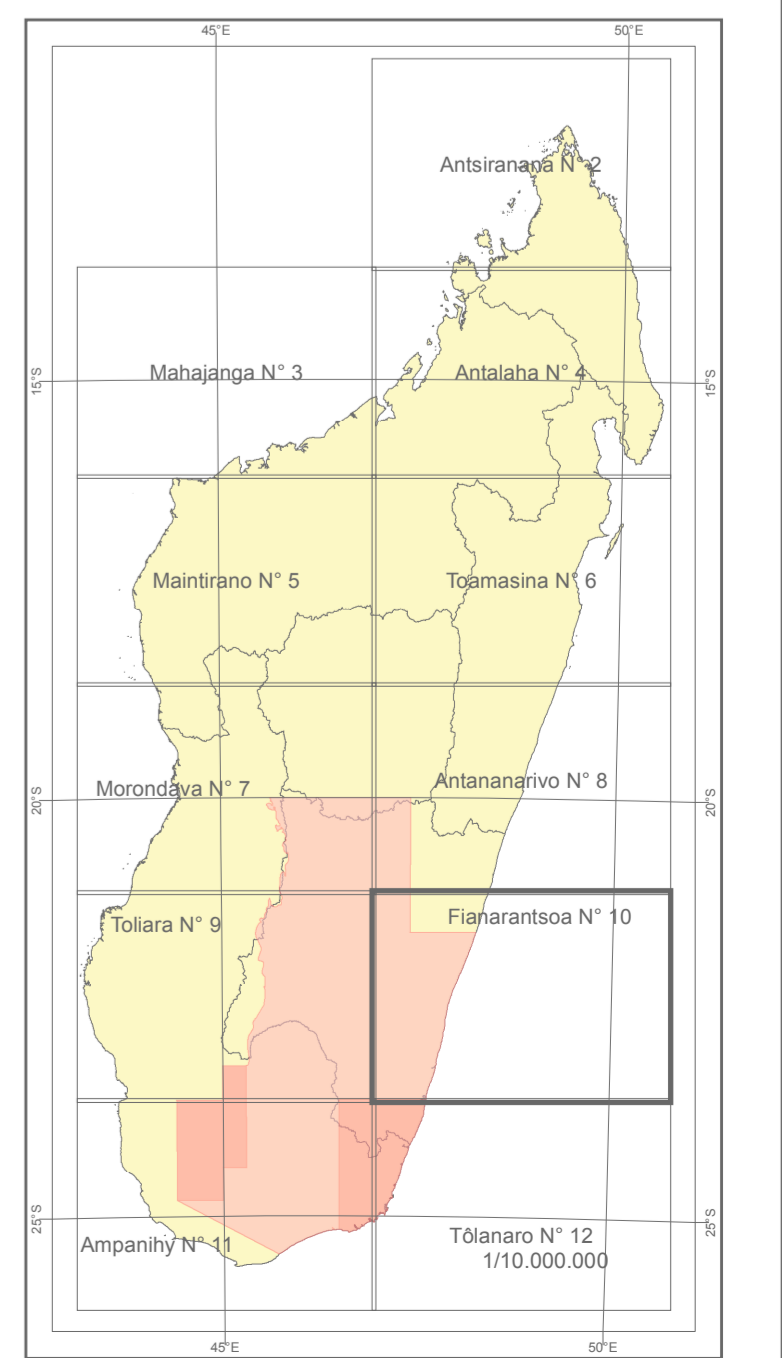 45°E
50°E
Antsiranana N° 2
Mahajanga N° 3
Antalaha N° 4
15°S
15°S
Maintirano N° 5
Toamasina N° 6
Morondava N° 7
Antananarivo N° 8
20°S
20°S
Toliara N° 9
Fianarantsoa N° 10
25°S
25°S
Ampanihy N° 11
Tôlanaro N° 12
1/10.000.000
45°E
50°E